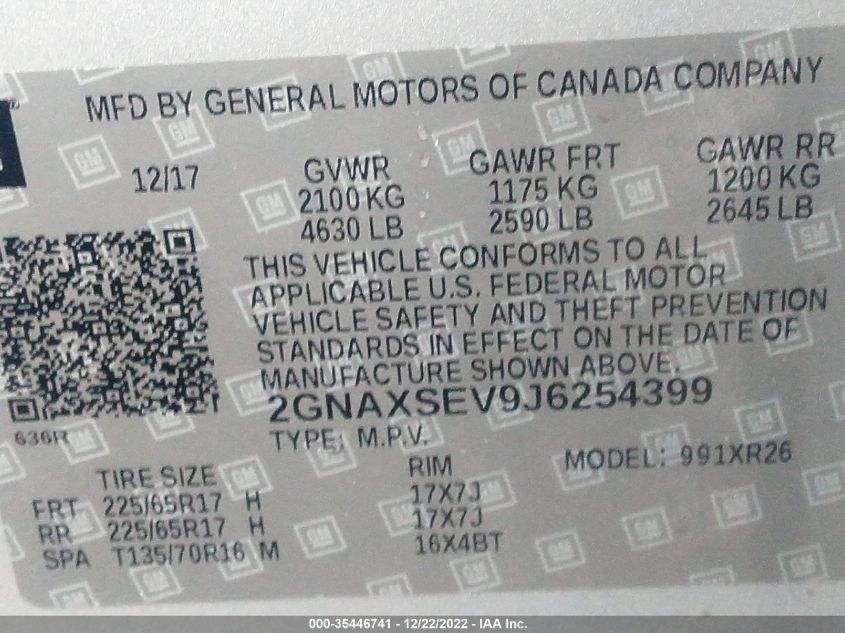 MFD BY GENERAL MOTORS OF CANADA COMPANY
12/17 GVWR GAWR FRT GAWR RR
2100 KG 1175 KG 1200 KG
4630 LB 2590 LB 2645 LB
THIS VEHICLE CONFORMS TO ALL
APPLICABLE U.S. FEDERAL MOTOR
VEHICLE SAFETY AND THEFT PREVENTION
STANDARDS IN EFFECT ON THE DATE OF
MANUFACTURE SHOWN ABOVE.
2GNAXSEV9J6254399
636R
TYPE: M.P.V.
MODEL: 991XR26
TIRE SIZE RIM
FRT 225/65R17 H 17X7J
RR 225/65R17 H 17X7J
SPA T135/70R16 M 16X4BT
000-35446741 - 12/22/2022 - IAA Inc.